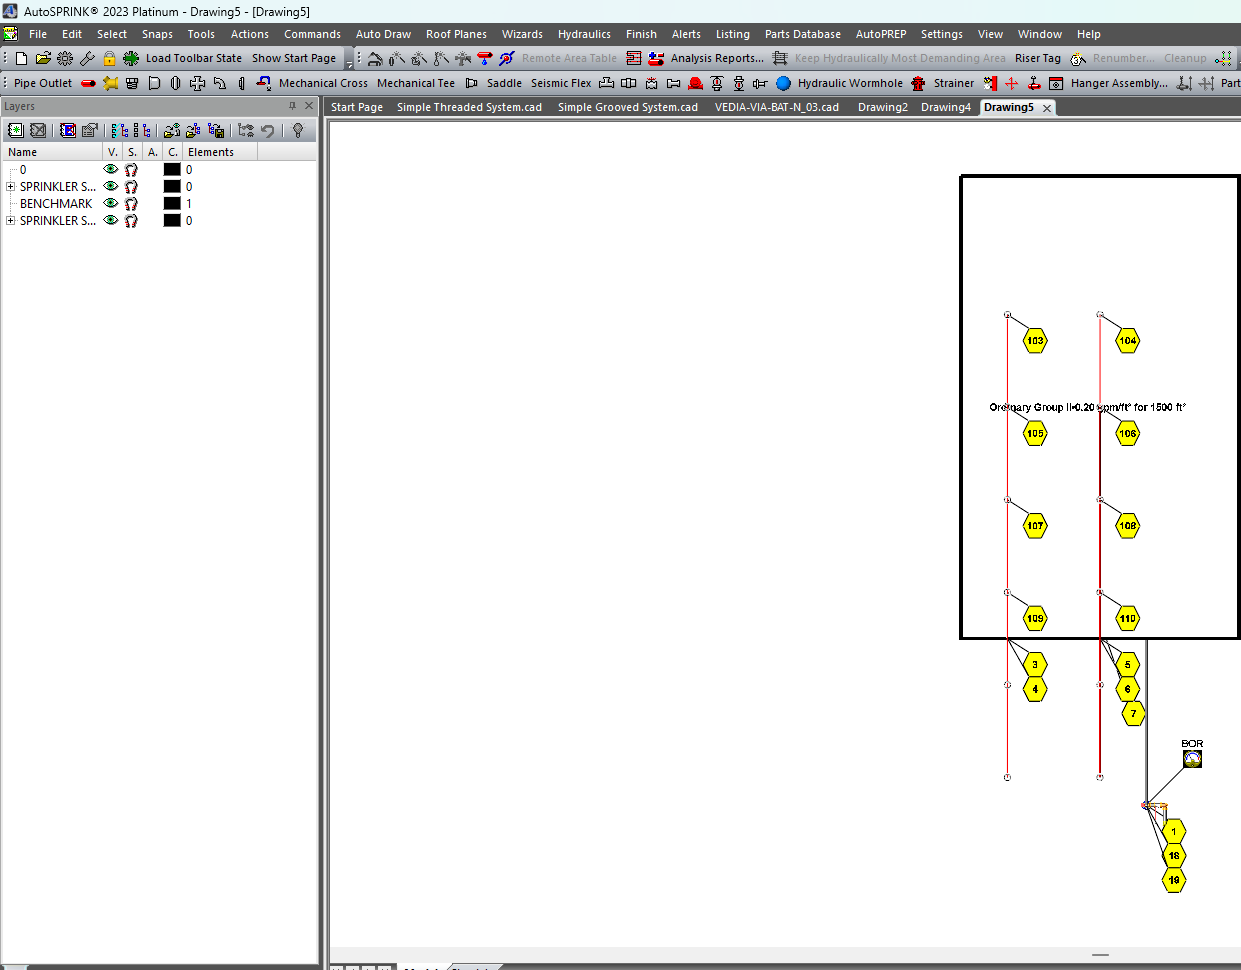 AutoSPRINK® 2023 Platinum - Drawing5 - [Drawing5]
File Edit Select Snaps Tools Actions Commands Auto Draw Roof Planes Wizards Hydraulics Finish Alerts Listing Parts Database AutoPREP Settings View Window Help
Load Toolbar State Show Start Page Remote Area Table Analysis Reports... Keep Hydraulically Most Demanding Area Riser Tag Renumber... Cleanup
Pipe Outlet Mechanical Cross Mechanical Tee Saddle Seismic Flex Hydraulic Wormhole Strainer Hanger Assembly... Part
Layers
Start Page Simple Threaded System.cad Simple Grooved System.cad VEDIA-VIA-BAT-N_03.cad Drawing2 Drawing4 Drawing5
Name V. S. A. C. Elements
0 0
SPRINKLER S... 0
BENCHMARK 1
SPRINKLER S... 0
103 104
Ordinary Group II-0.20 gpm/ft² for 1500 ft²
105 106
107 108
109 110
3 5
4 6
7
BOR
1
18
19